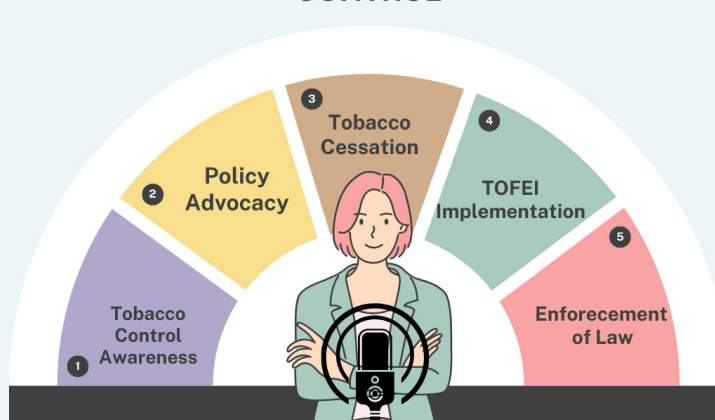 1
Tobacco
Control
Awareness
2
Policy
Advocacy
3
Tobacco
Cessation
4
TOFEI
Implementation
5
Enforecement
of Law